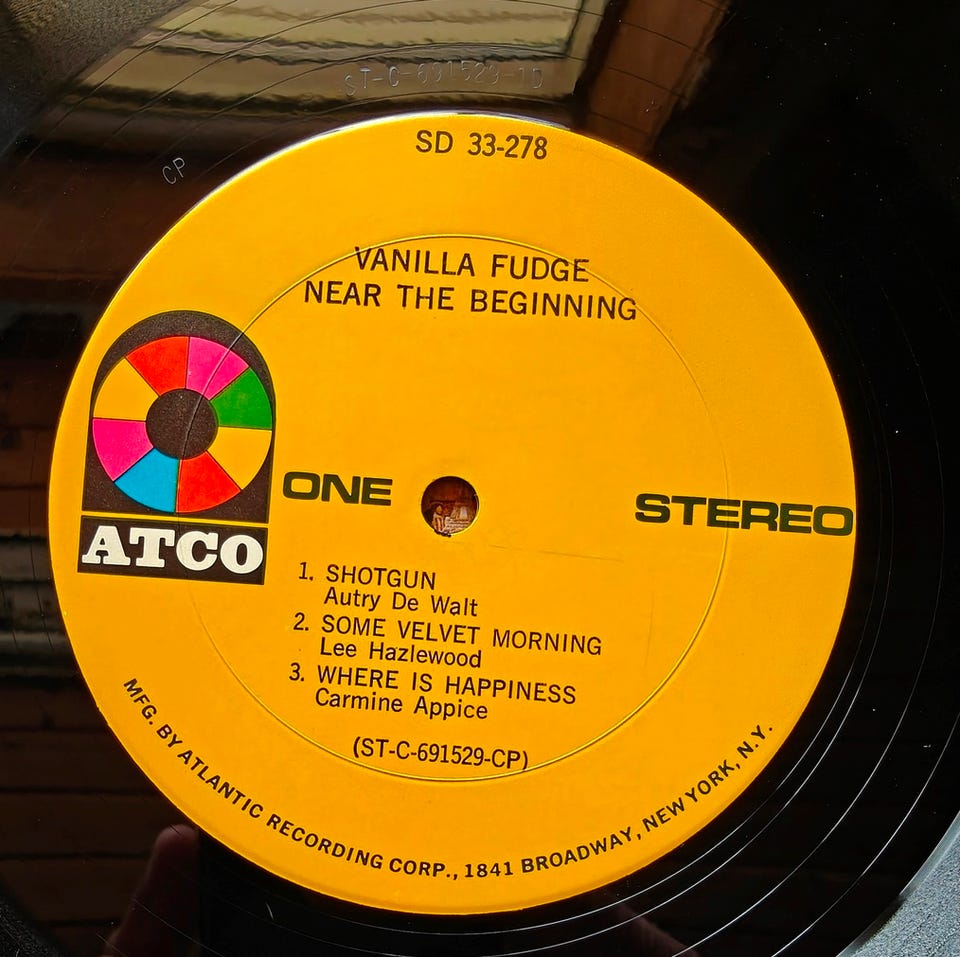 ST-C-691529-1D
CP
SD 33-278
VANILLA FUDGE
NEAR THE BEGINNING
ATCO
ONE
STEREO
1. SHOTGUN
Autry De Walt
2. SOME VELVET MORNING
Lee Hazlewood
3. WHERE IS HAPPINESS
Carmine Appice
(ST-C-691529-CP)
MFG. BY ATLANTIC RECORDING CORP., 1841 BROADWAY, NEW YORK, N.Y.